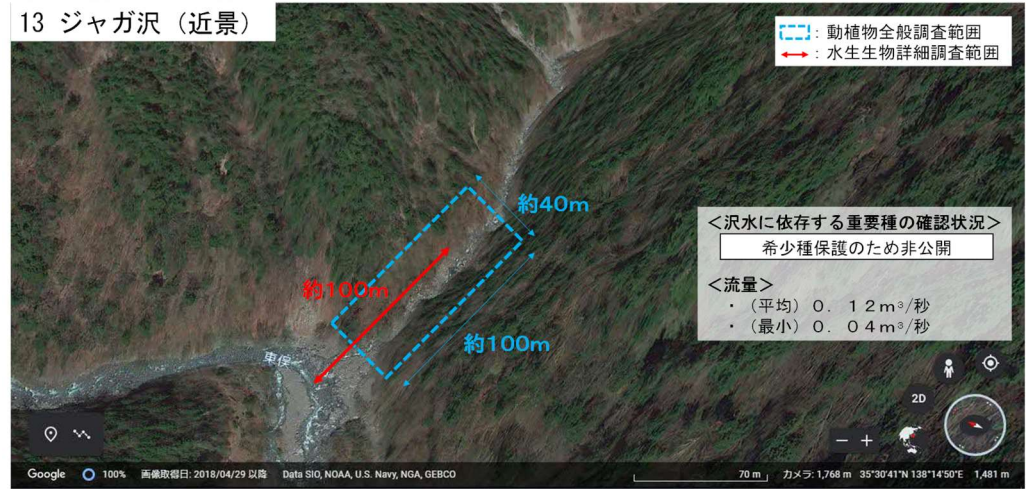 13 ジャガ沢（近景）
：動植物全般調査範囲
：水生生物詳細調査範囲
約40m
＜沢水に依存する重要種の確認状況＞
希少種保護のため非公開
＜流量＞
・（平均）０．１２ｍ³/秒
・（最小）０．０４ｍ³/秒
約100m
約100m
東俣
2D
Google 100% 画像取得日: 2018/04/29 以降 Data SIO, NOAA, U.S. Navy, NGA, GEBCO 70 m カメラ: 1,768 m 35°30'41"N 138°14'50"E 1,481 m